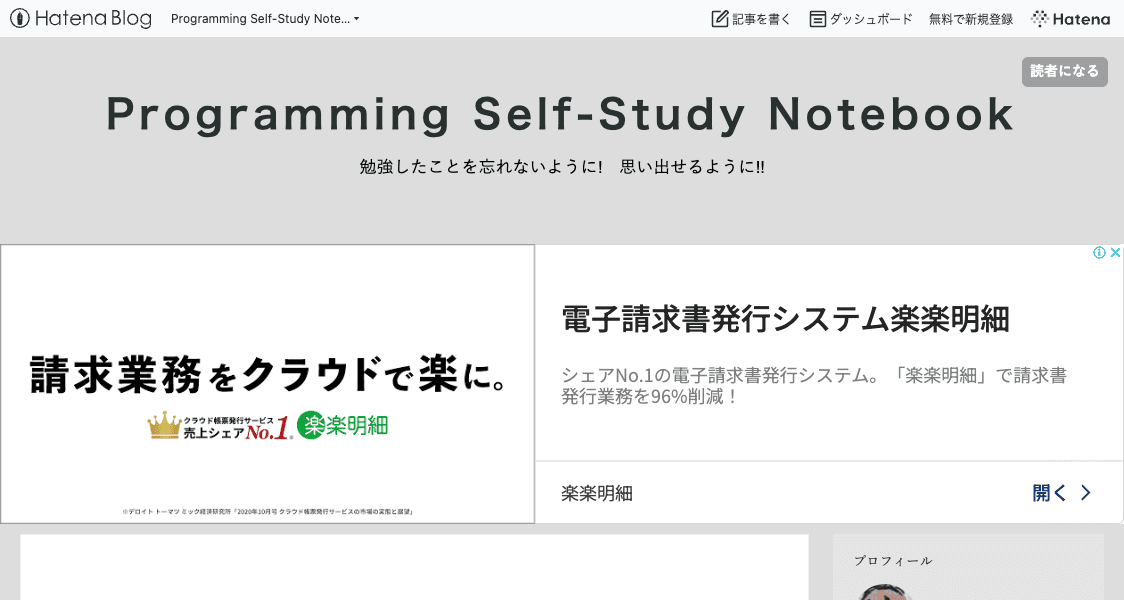 Hatena Blog
Programming Self-Study Note...
記事を書く
ダッシュボード
無料で新規登録
Hatena
読者になる
Programming Self-Study Notebook
勉強したことを忘れないように!　思い出せるように!!
請求業務をクラウドで楽に。
クラウド帳票発行サービス
売上シェアNo.1※
楽楽明細
※デロイト トーマツ ミック経済研究所「2020年10月号 クラウド帳票発行サービスの市場の実態と展望」
電子請求書発行システム楽楽明細
シェアNo.1の電子請求書発行システム。「楽楽明細」で請求書
発行業務を96%削減！
楽楽明細
開く
プロフィール